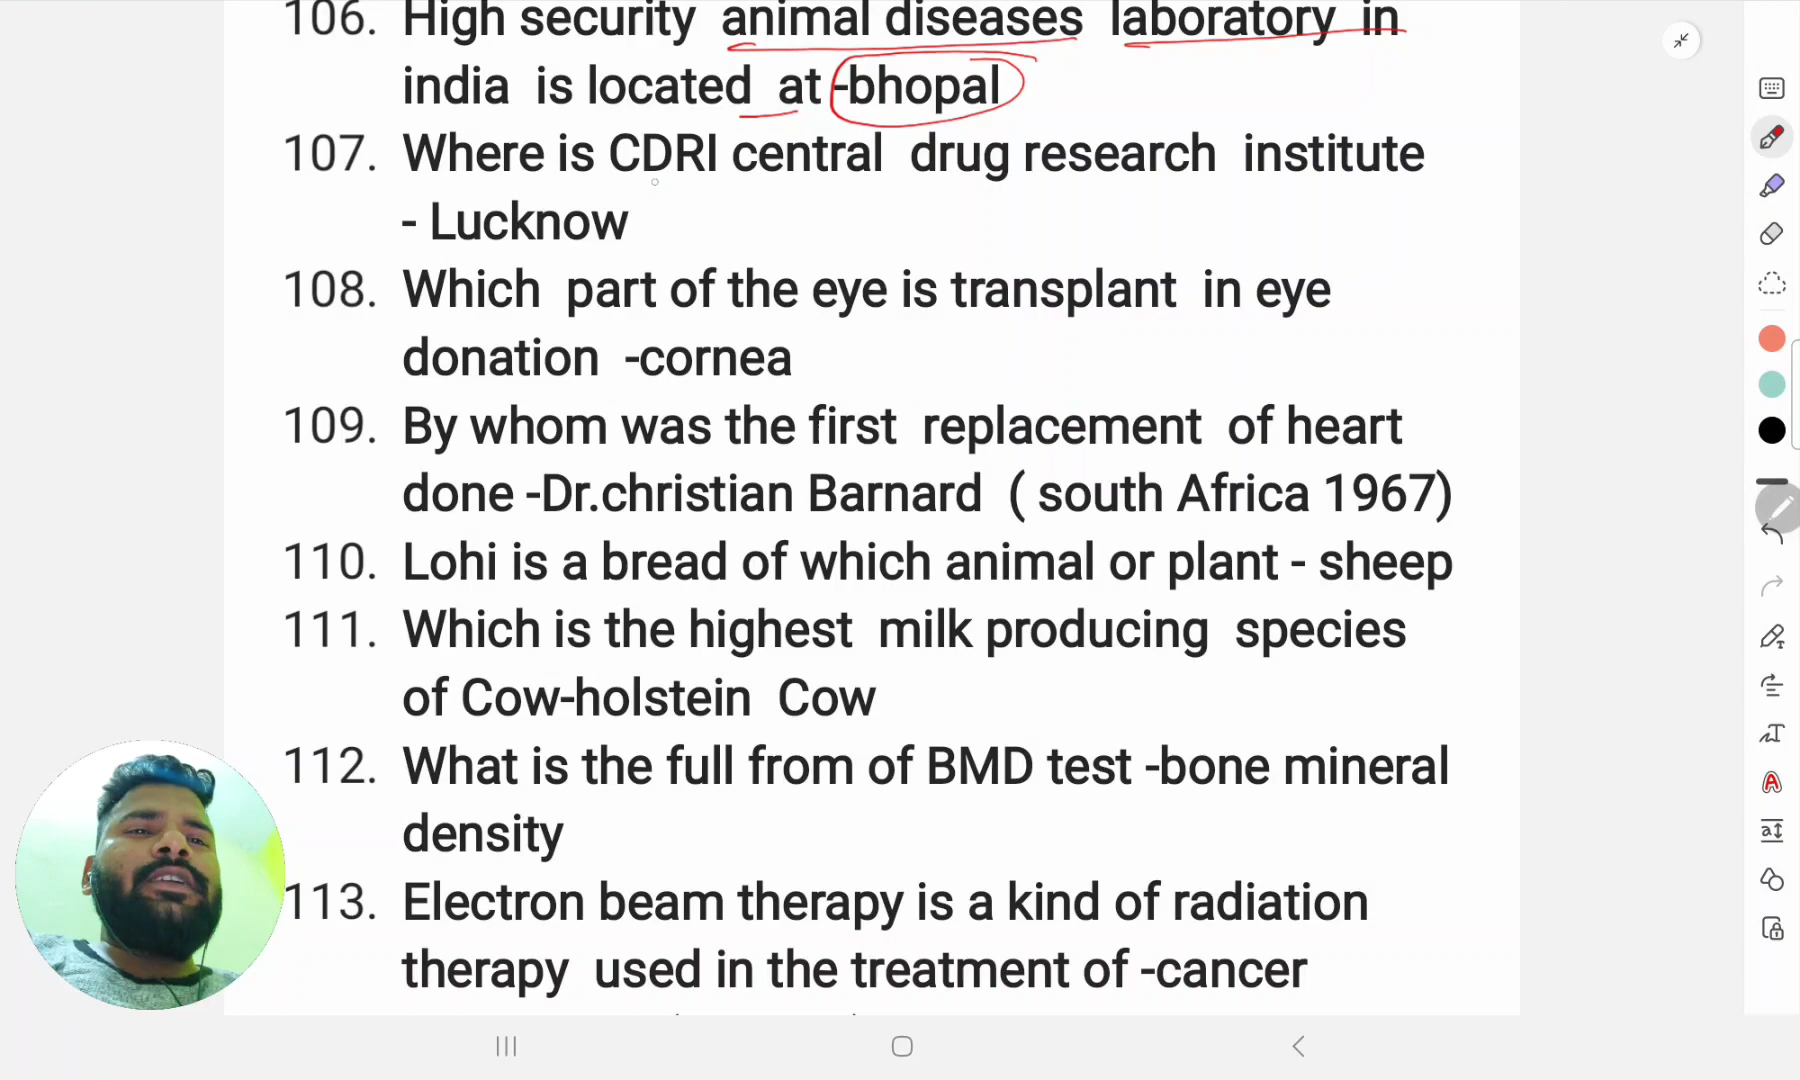 106. High security animal diseases laboratory in
india is located at -bhopal
107. Where is CDRI central drug research institute
- Lucknow
108. Which part of the eye is transplant in eye
donation -cornea
109. By whom was the first replacement of heart
done -Dr.christian Barnard ( south Africa 1967)
110. Lohi is a bread of which animal or plant - sheep
111. Which is the highest milk producing species
of Cow-holstein Cow
112. What is the full from of BMD test -bone mineral
density
113. Electron beam therapy is a kind of radiation
therapy used in the treatment of -cancer